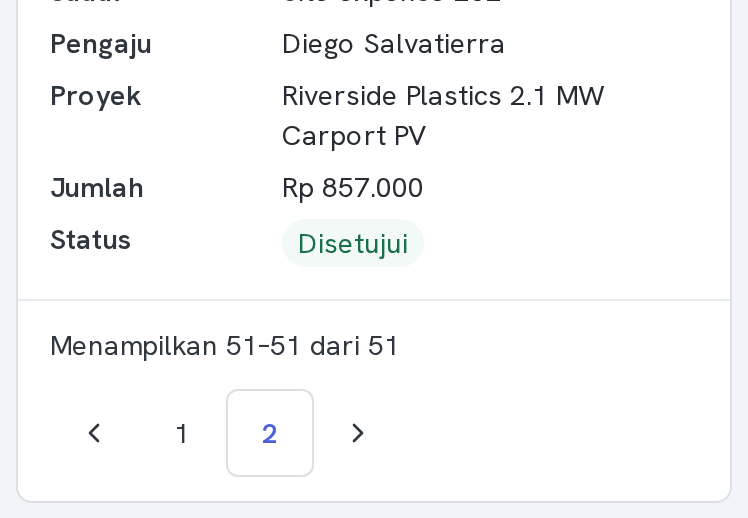 Pengaju Diego Salvatierra
Proyek Riverside Plastics 2.1 MW
Carport PV
Jumlah Rp 857.000
Status Disetujui
Menampilkan 51–51 dari 51
1 2